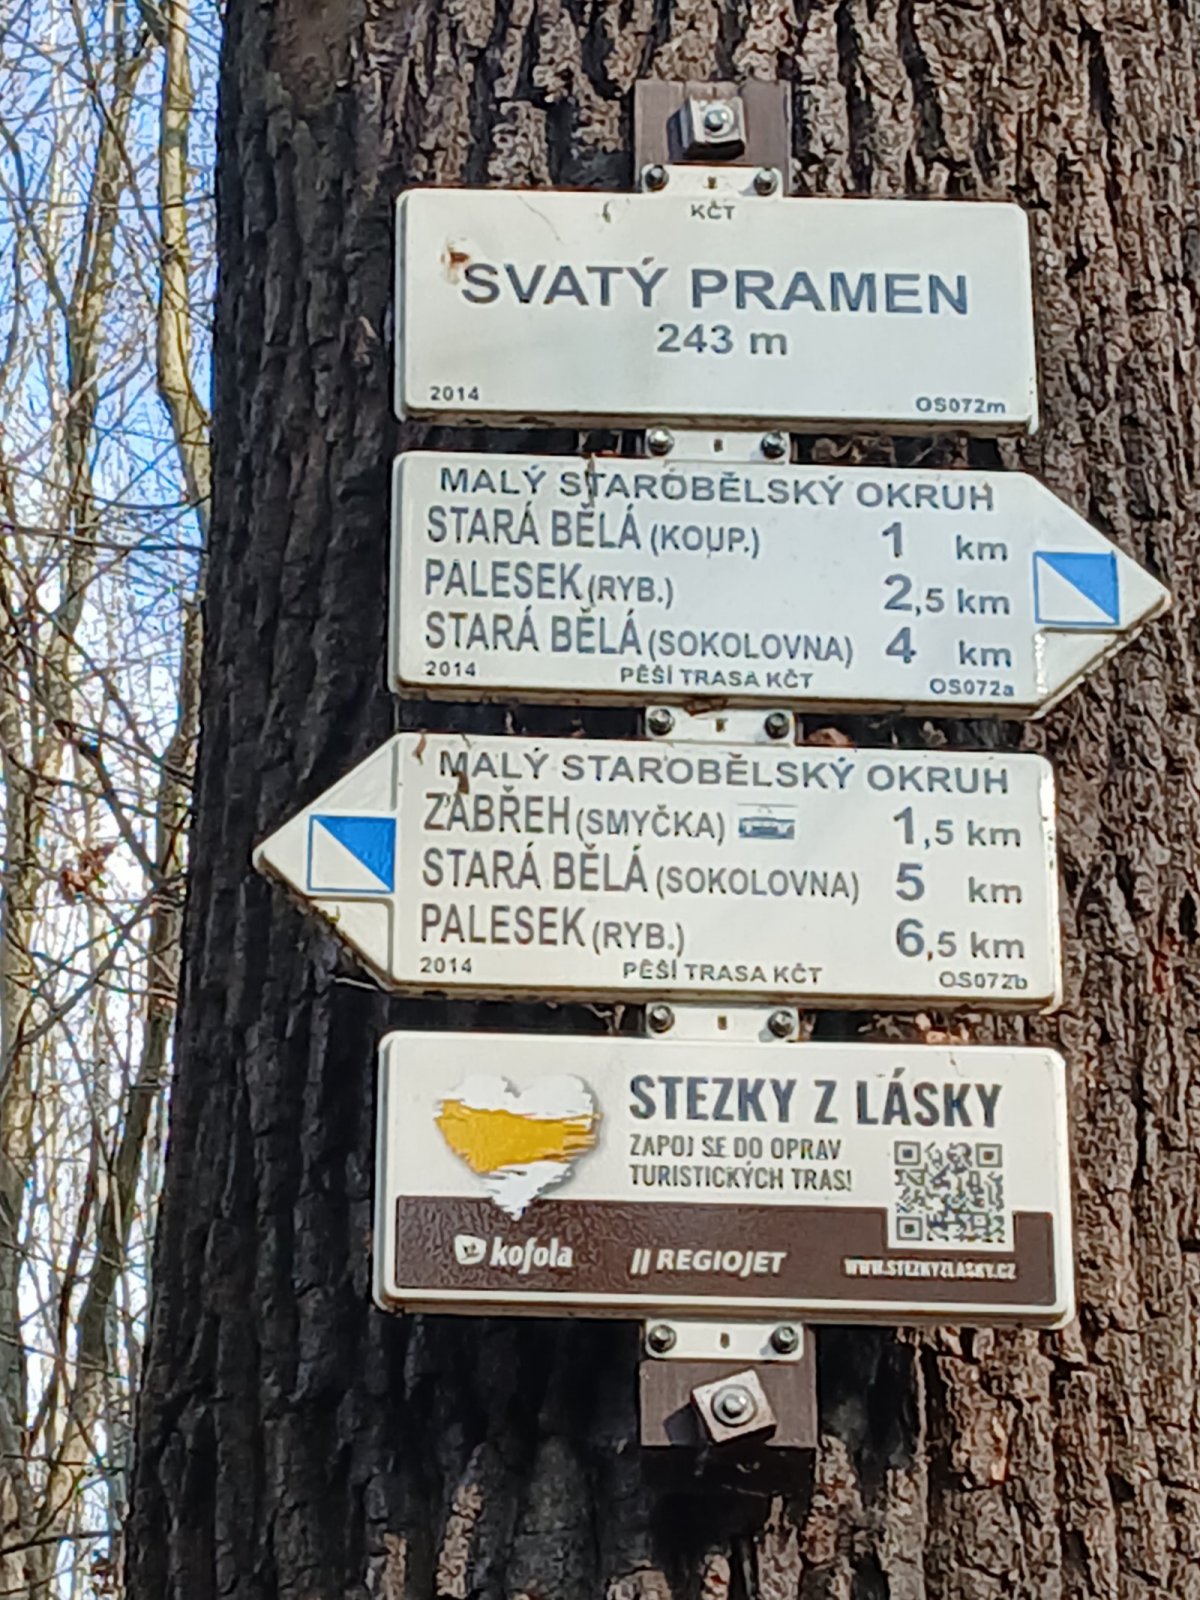 KČT
SVATÝ PRAMEN
243 m
2014 OS072m
MALÝ STAROBĚLSKÝ OKRUH
STARÁ BĚLÁ (KOUP.) 1 km
PALESEK (RYB.) 2,5 km
STARÁ BĚLÁ (SOKOLOVNA) 4 km
2014 PĚŠÍ TRASA KČT OS072a
MALÝ STAROBĚLSKÝ OKRUH
ZÁBŘEH (SMYČKA) 1,5 km
STARÁ BĚLÁ (SOKOLOVNA) 5 km
PALESEK (RYB.) 6,5 km
2014 PĚŠÍ TRASA KČT OS072b
STEZKY Z LÁSKY
ZAPOJ SE DO OPRAV
TURISTICKÝCH TRAS!
kofola REGIOJET WWW.STEZKYZLASKY.CZ